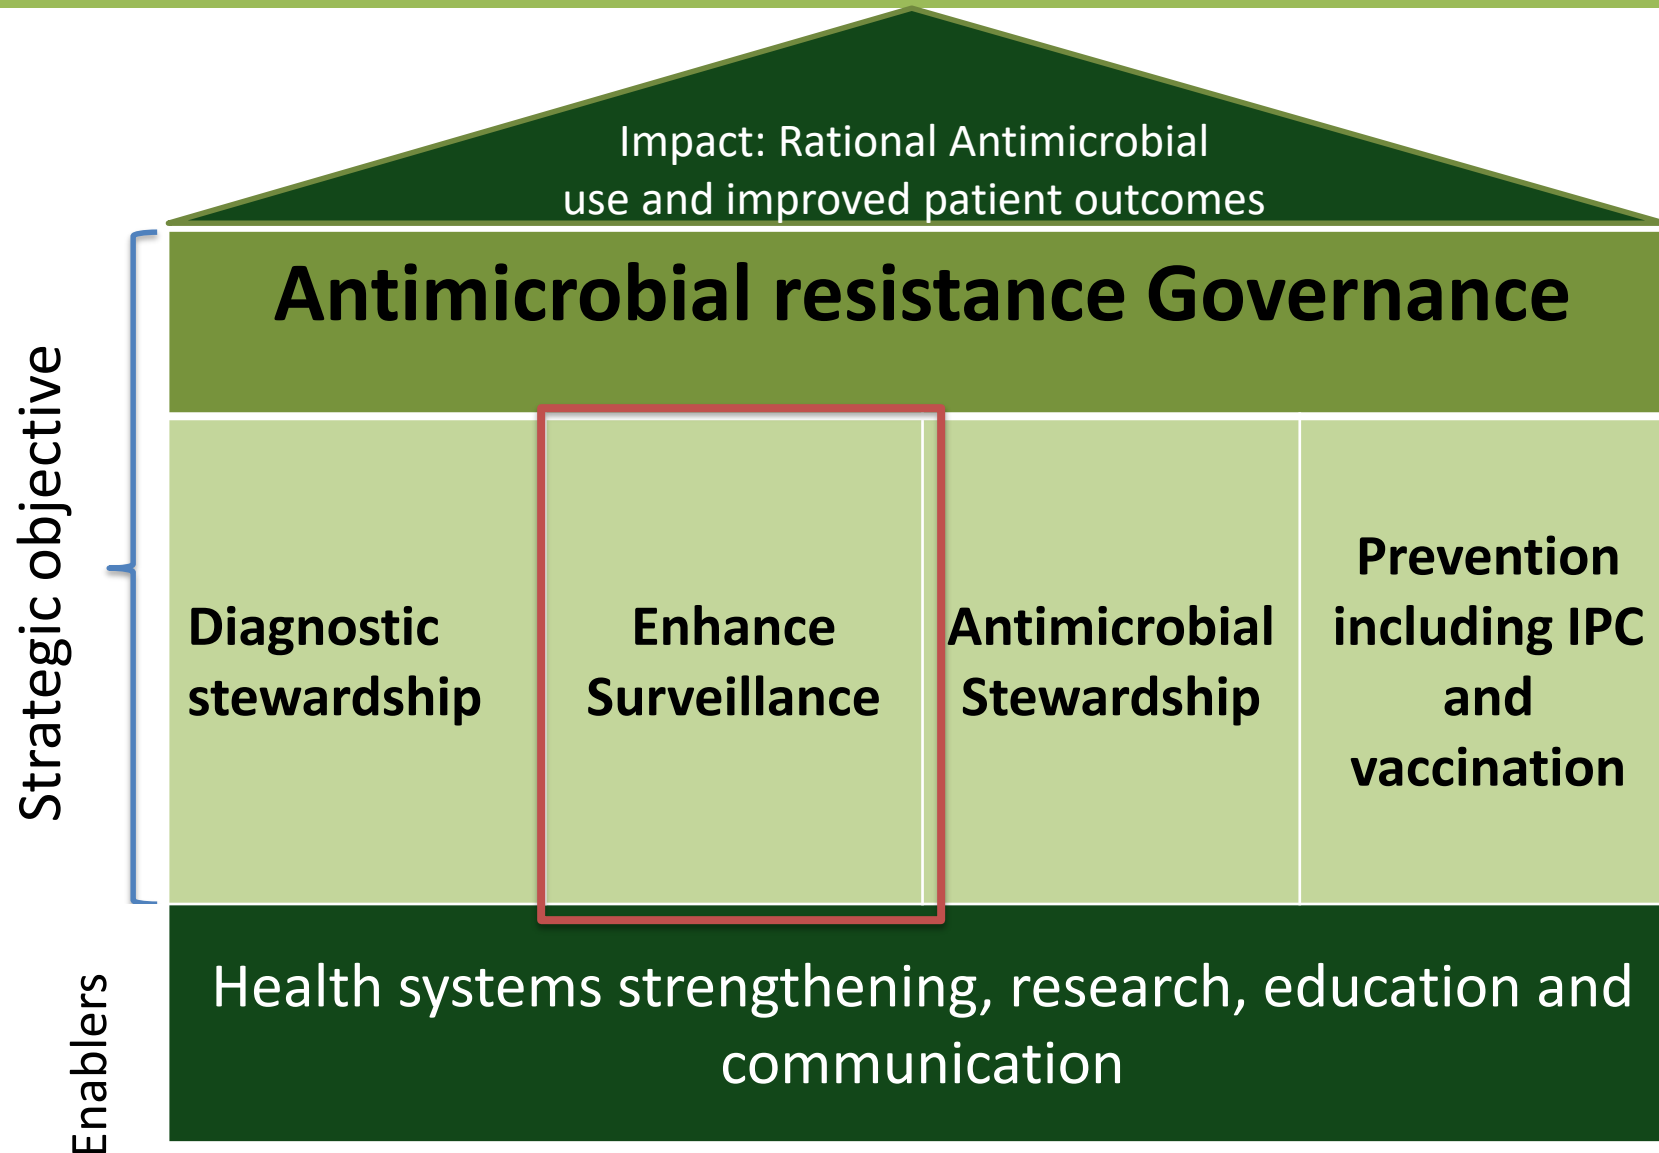 Impact: Rational Antimicrobial
use and improved patient outcomes
Antimicrobial resistance Governance
Strategic objective
Diagnostic
stewardship
Enhance
Surveillance
Antimicrobial
Stewardship
Prevention
including IPC
and
vaccination
Enablers
Health systems strengthening, research, education and
communication